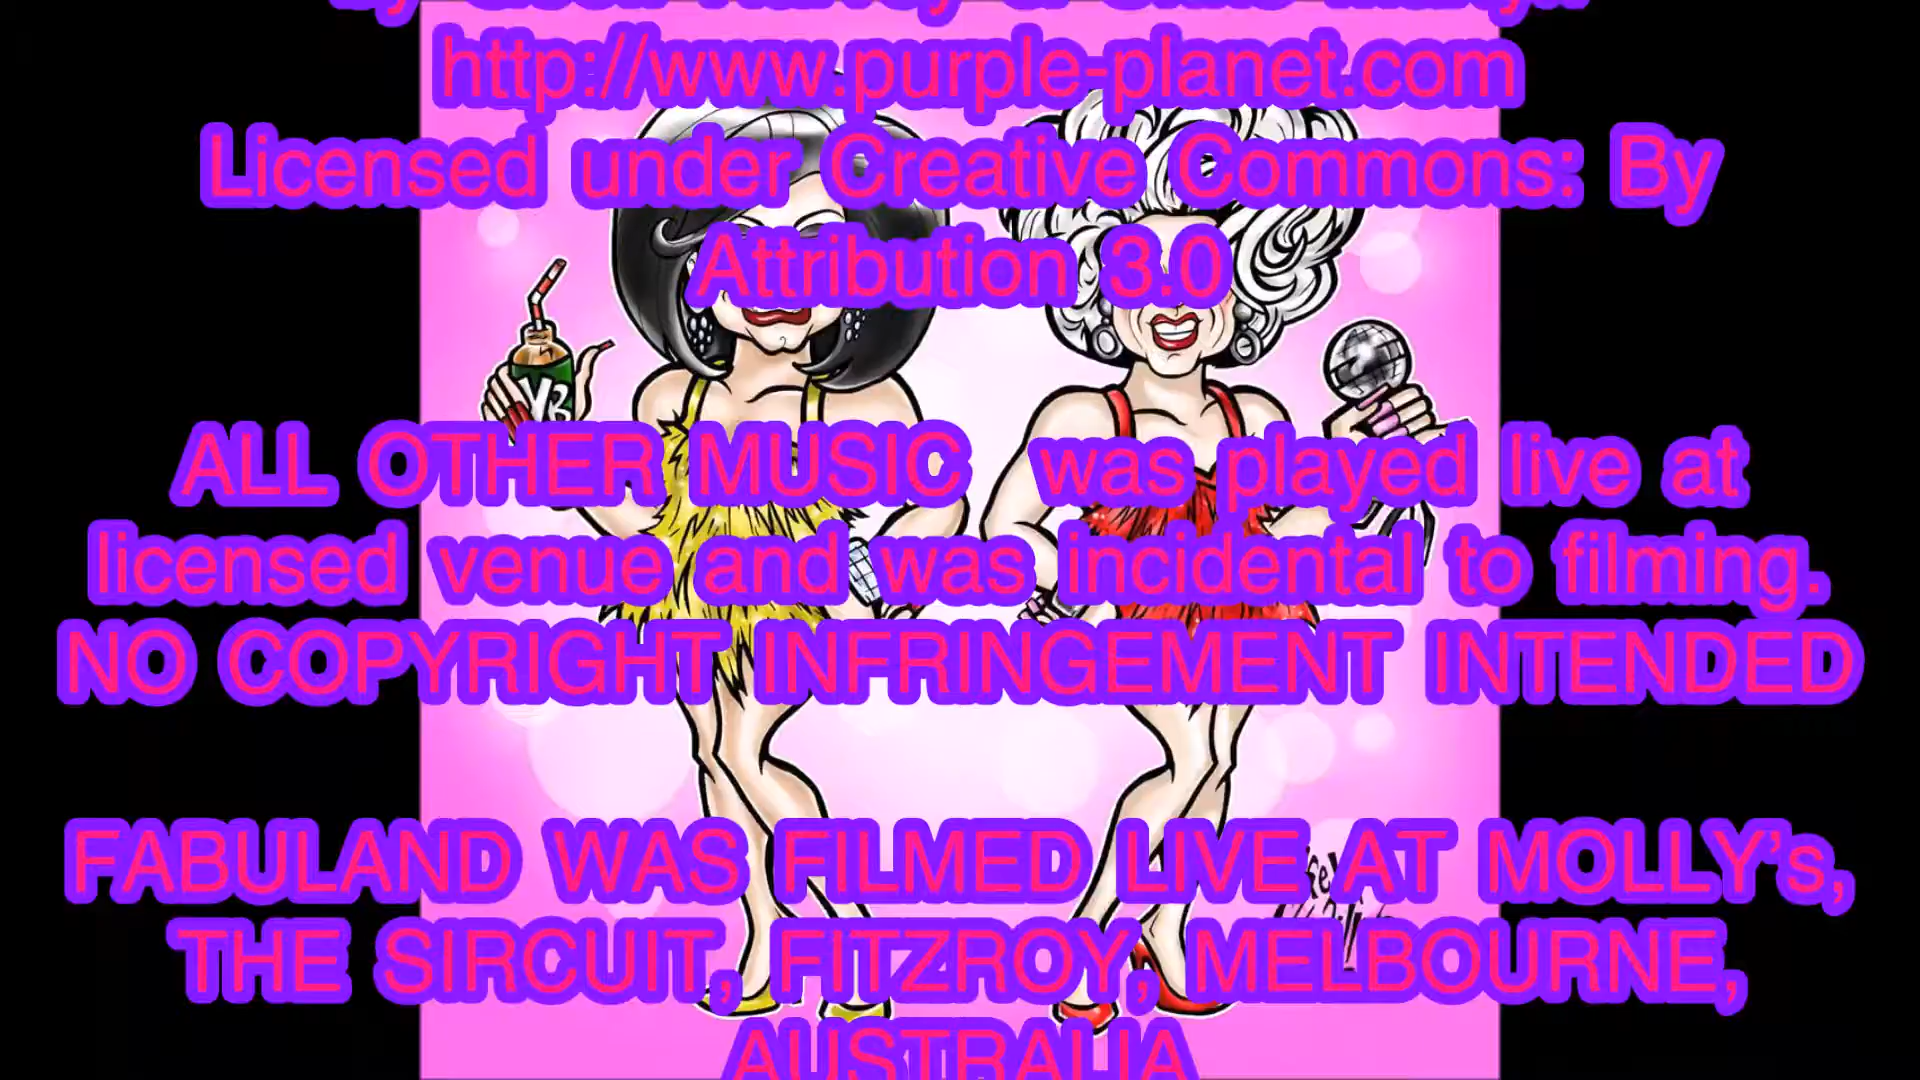 http://www.purple-planet.com
Licensed under Creative Commons: By
Attribution 3.0
ALL OTHER MUSIC was played live at
licensed venue and was incidental to filming.
NO COPYRIGHT INFRINGEMENT INTENDED
FABULAND WAS FILMED LIVE AT MOLLY's,
THE SIRCUIT, FITZROY, MELBOURNE,
AUSTRALIA